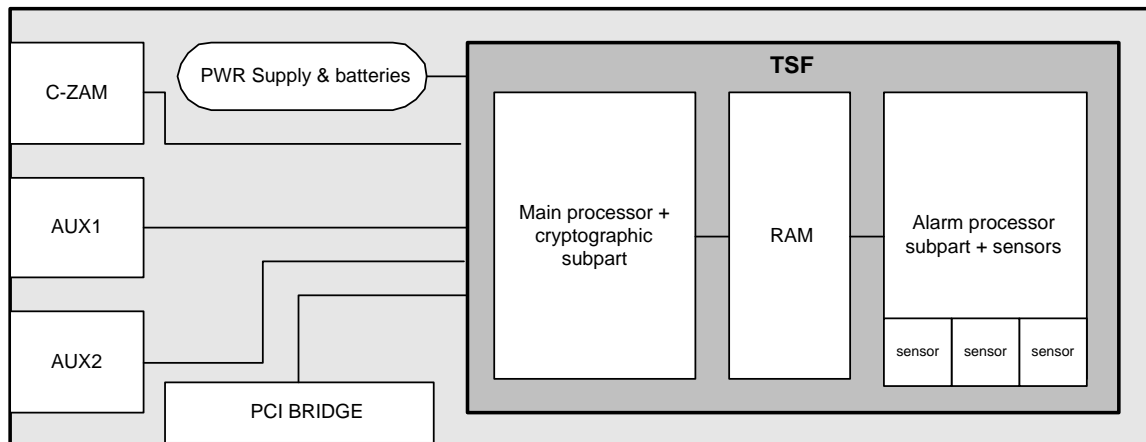 TSF
C-ZAM
PWR Supply & batteries
AUX1
AUX2
PCI BRIDGE
Main processor +
cryptographic
subpart
RAM
Alarm processor
subpart + sensors
sensor
sensor
sensor